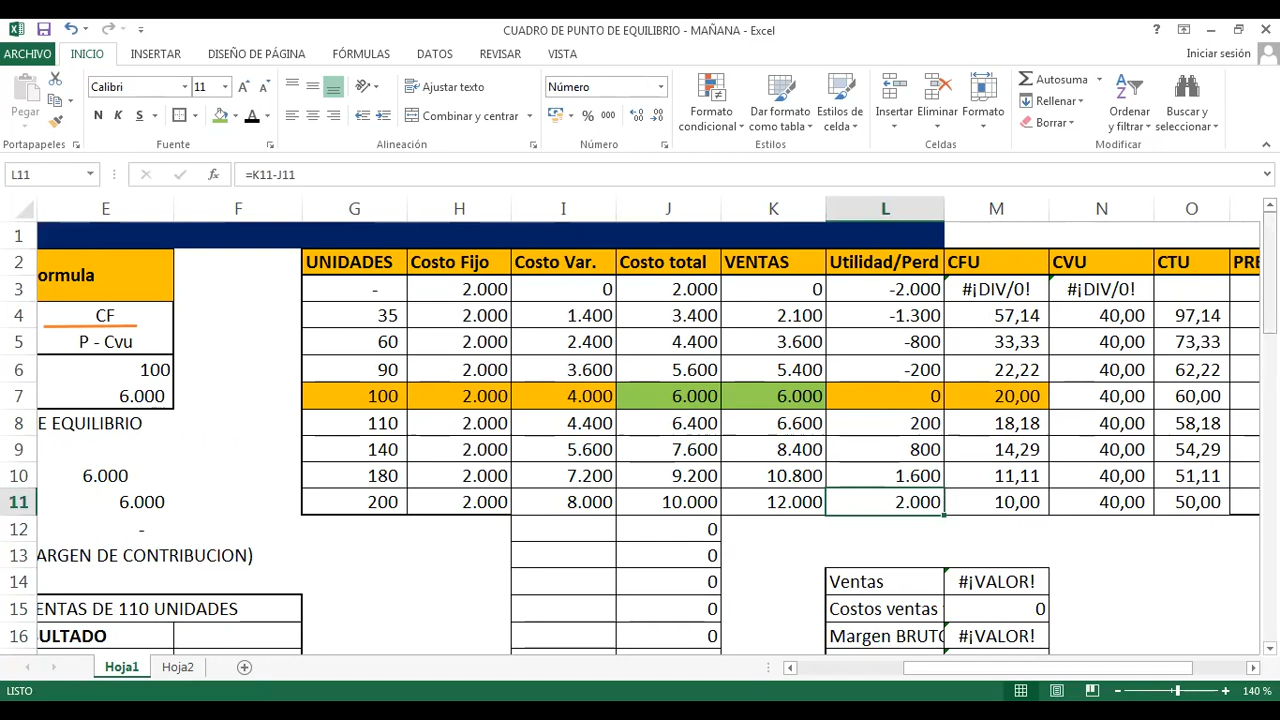 CUADRO DE PUNTO DE EQUILIBRIO - MAÑANA - Excel
ARCHIVO INICIO INSERTAR DISEÑO DE PÁGINA FÓRMULAS DATOS REVISAR VISTA Iniciar sesión
Calibri 11 Ajustar texto Número Autosuma
Pegar Formato condicional Dar formato como tabla Estilos de celda Insertar Eliminar Formato Rellenar Ordenar y filtrar Buscar y seleccionar
N K S A Combinar y centrar % 000 Borrar
Portapapeles Fuente Alineación Número Estilos Celdas Modificar
L11 fx =K11-J11
E F G H I J K L M N O
1
2 ormula UNIDADES Costo Fijo Costo Var. Costo total VENTAS Utilidad/Perd CFU CVU CTU PRE
3 - 2.000 0 2.000 0 -2.000 #¡DIV/0! #¡DIV/0!
4 CF 35 2.000 1.400 3.400 2.100 -1.300 57,14 40,00 97,14
5 P - Cvu 60 2.000 2.400 4.400 3.600 -800 33,33 40,00 73,33
6 100 90 2.000 3.600 5.600 5.400 -200 22,22 40,00 62,22
7 6.000 100 2.000 4.000 6.000 6.000 0 20,00 40,00 60,00
8 E EQUILIBRIO 110 2.000 4.400 6.400 6.600 200 18,18 40,00 58,18
9 140 2.000 5.600 7.600 8.400 800 14,29 40,00 54,29
10 6.000 180 2.000 7.200 9.200 10.800 1.600 11,11 40,00 51,11
11 6.000 200 2.000 8.000 10.000 12.000 2.000 10,00 40,00 50,00
12 - 0
13 ARGEN DE CONTRIBUCION) 0
14 0 Ventas #¡VALOR!
15 ENTAS DE 110 UNIDADES 0 Costos ventas 0
16 ULTADO 0 Margen BRUTO #¡VALOR!
Hoja1 Hoja2
LISTO 140 %